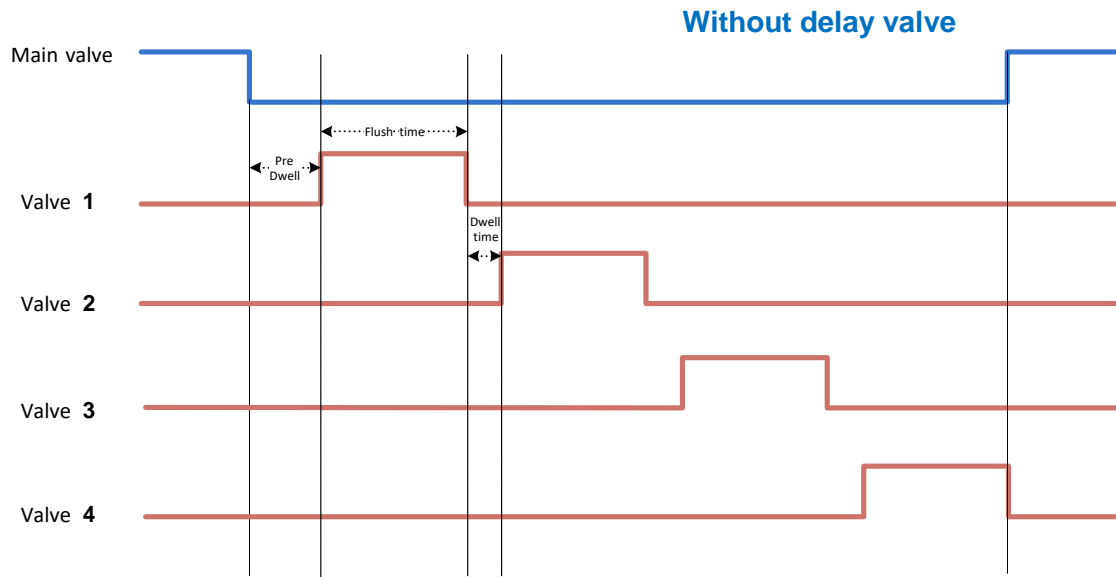 Without delay valve
Main valve
Flush time
Pre
Dwell
Valve 1
Dwell
time
Valve 2
Valve 3
Valve 4